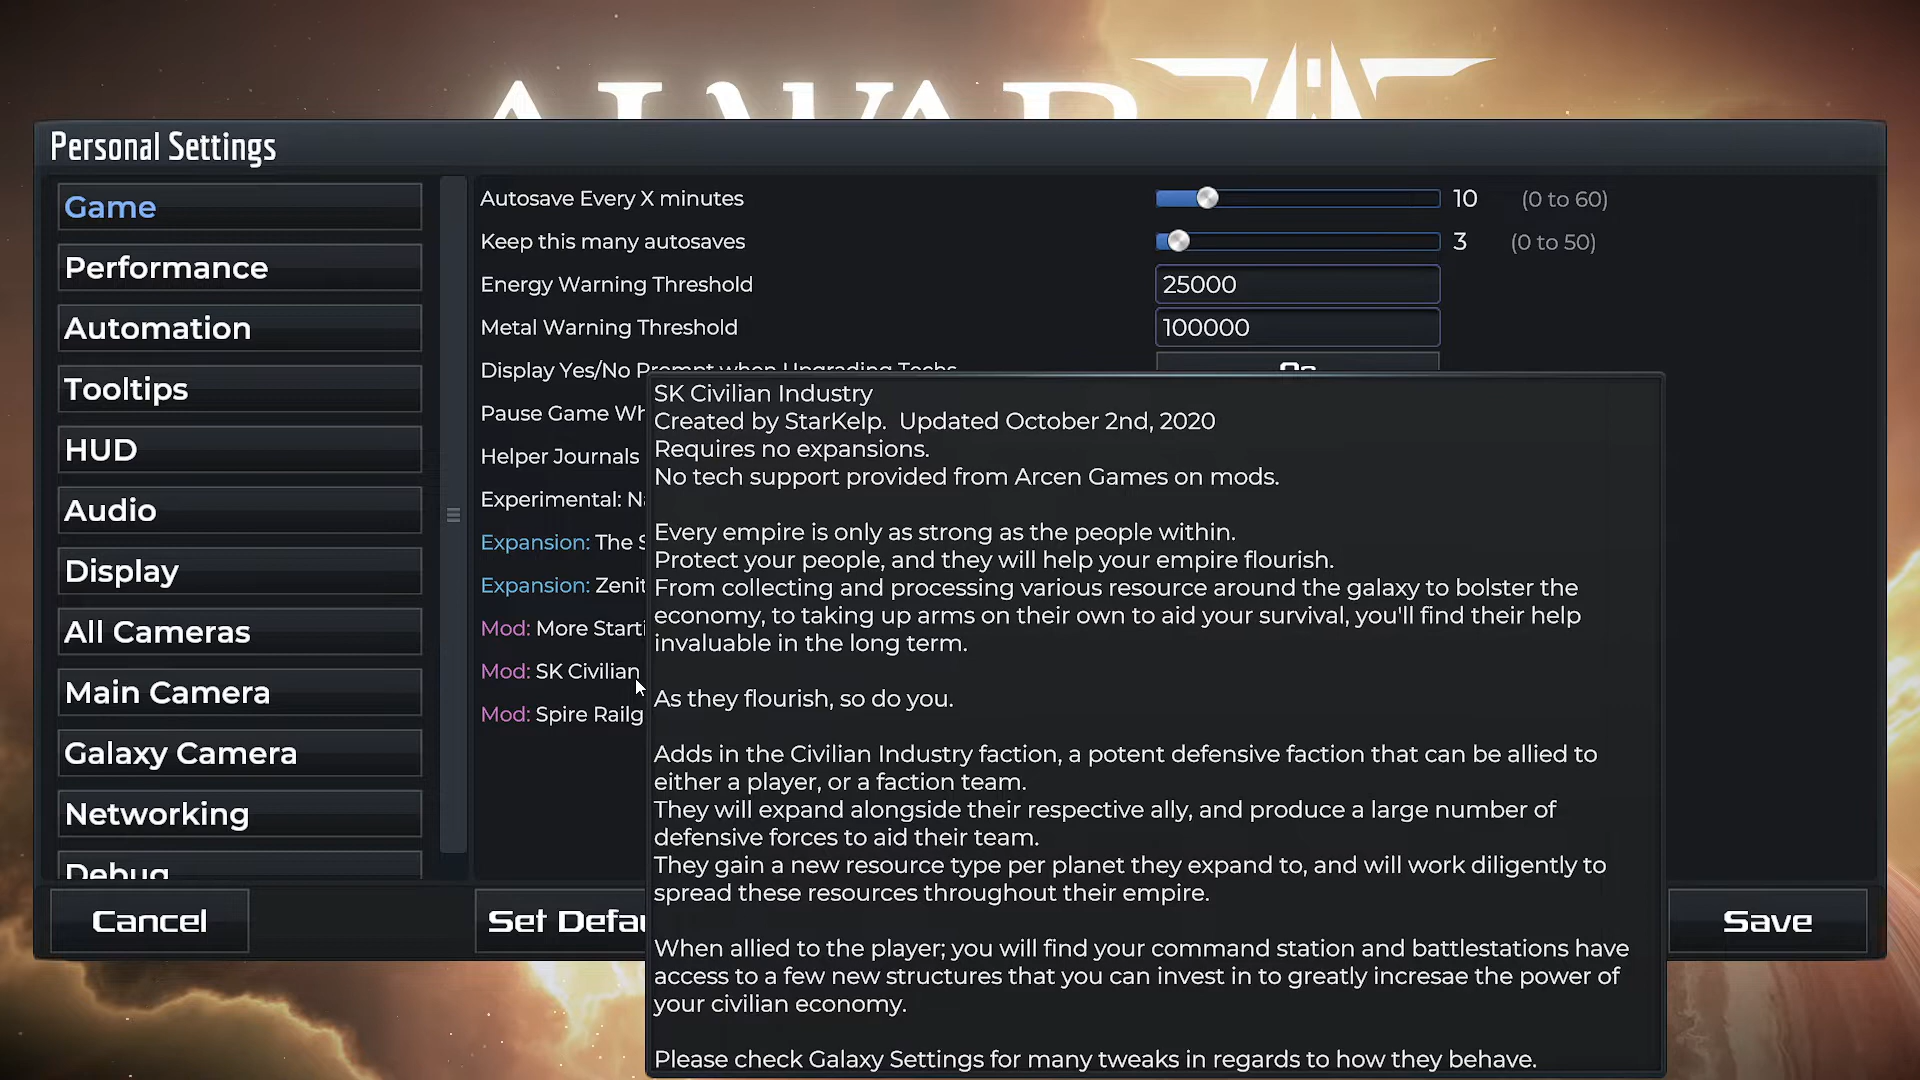 AI WAR
Personal Settings
Game
Performance
Automation
Tooltips
HUD
Audio
Display
All Cameras
Main Camera
Galaxy Camera
Networking
Debug
Autosave Every X minutes
10
(0 to 60)
Keep this many autosaves
3
(0 to 50)
Energy Warning Threshold
25000
Metal Warning Threshold
100000
Display Yes/No Prompt when Upgrading Techs
On
Pause Game Wh
Helper Journals
Experimental: Na
Expansion: The S
Expansion: Zenit
Mod: More Starti
Mod: SK Civilian
Mod: Spire Railg
SK Civilian Industry
Created by StarKelp.  Updated October 2nd, 2020
Requires no expansions.
No tech support provided from Arcen Games on mods.
Every empire is only as strong as the people within.
Protect your people, and they will help your empire flourish.
From collecting and processing various resource around the galaxy to bolster the
economy, to taking up arms on their own to aid your survival, you'll find their help
invaluable in the long term.
As they flourish, so do you.
Adds in the Civilian Industry faction, a potent defensive faction that can be allied to
either a player, or a faction team.
They will expand alongside their respective ally, and produce a large number of
defensive forces to aid their team.
They gain a new resource type per planet they expand to, and will work diligently to
spread these resources throughout their empire.
When allied to the player; you will find your command station and battlestations have
access to a few new structures that you can invest in to greatly incresae the power of
your civilian economy.
Please check Galaxy Settings for many tweaks in regards to how they behave.
Cancel
Set Defau
Save